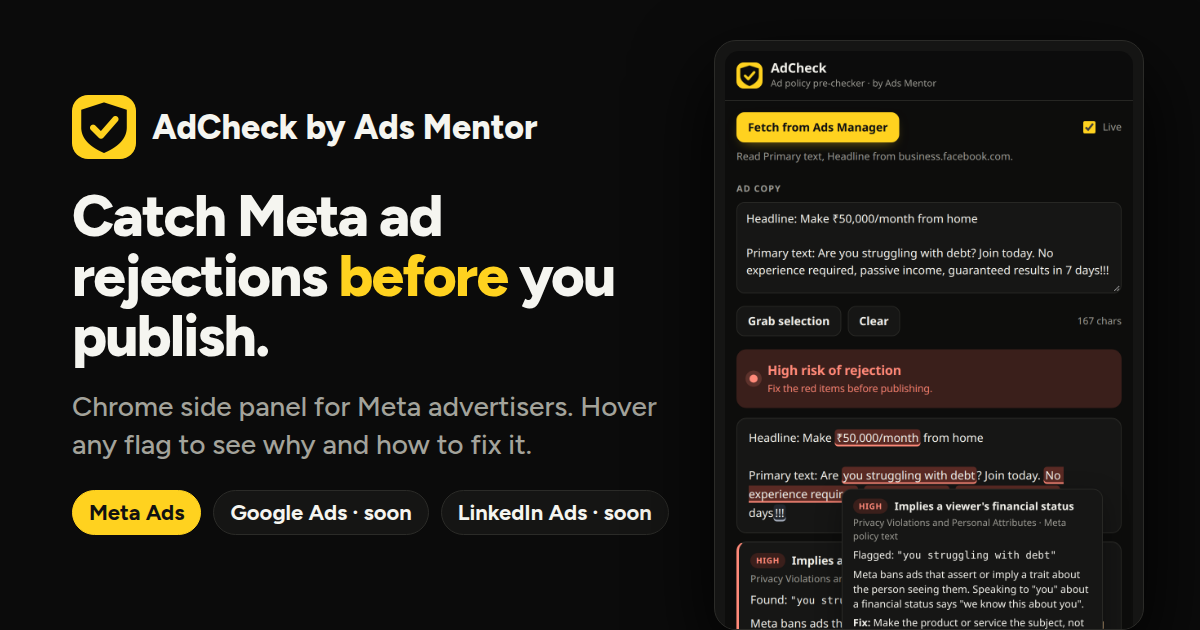 AdCheck by Ads Mentor
Catch Meta ad
rejections before you
publish.
Chrome side panel for Meta advertisers. Hover
any flag to see why and how to fix it.
Meta Ads
Google Ads · soon
LinkedIn Ads · soon
AdCheck
Ad policy pre-checker · by Ads Mentor
Fetch from Ads Manager
Live
Read Primary text, Headline from business.facebook.com.
AD COPY
Headline: Make ₹50,000/month from home
Primary text: Are you struggling with debt? Join today. No
experience required, passive income, guaranteed results in 7 days!!!
Grab selection
Clear
167 chars
High risk of rejection
Fix the red items before publishing.
Headline: Make ₹50,000/month from home
Primary text: Are you struggling with debt? Join today. No
experience
days!!!
HIGH Implies a viewer's financial status
Privacy Violations and Personal Attributes · Meta
policy text
Flagged: "you struggling with debt"
Meta bans ads that assert or imply a trait about
the person seeing them. Speaking to "you" about
a financial status says "we know this about you".
Fix: Make the product or service the subject, not
HIGH Implies a
Privacy Violations
Found: "you
Meta bans ads